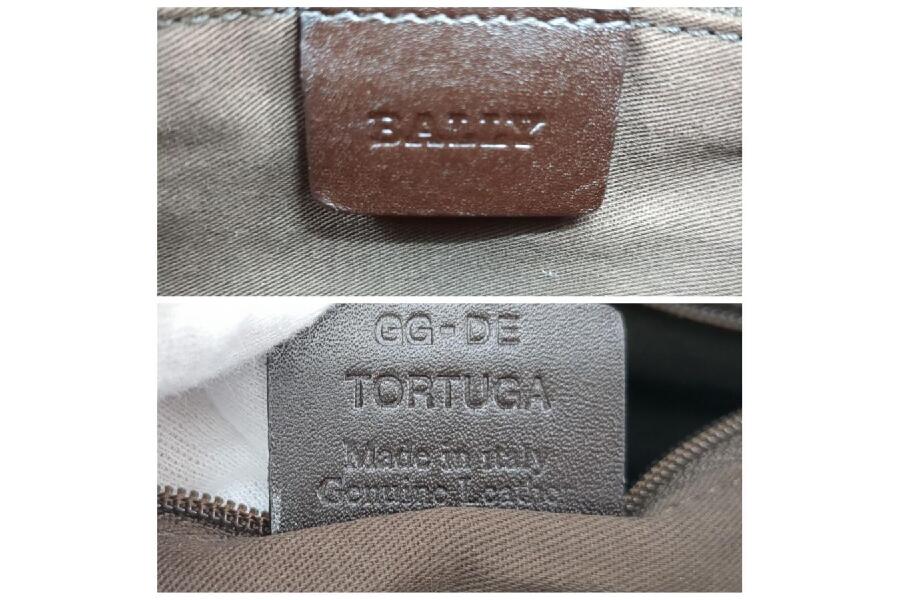 BALLY
GG-DE
TORTUGA
Made in Italy
Genuine Leather